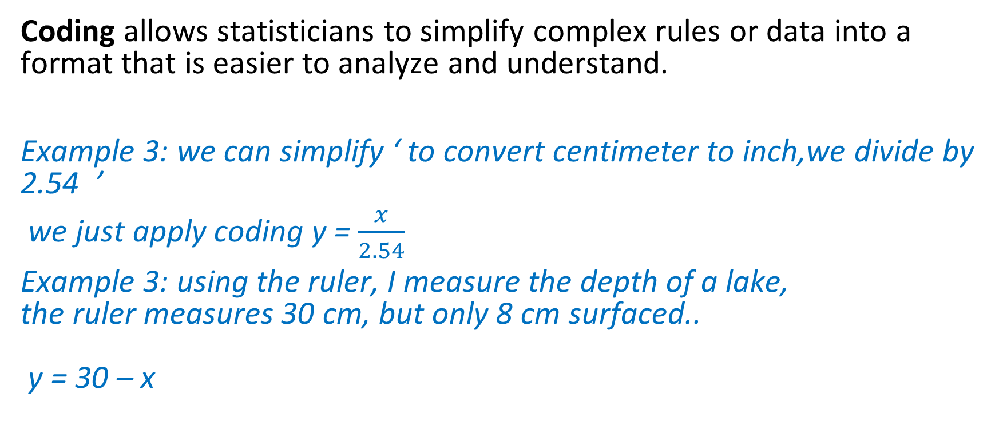 Coding allows statisticians to simplify complex rules or data into a
format that is easier to analyze and understand.
Example 3: we can simplify ‘ to convert centimeter to inch,we divide by
2.54 ’
we just apply coding y = x/2.54
Example 3: using the ruler, I measure the depth of a lake,
the ruler measures 30 cm, but only 8 cm surfaced..
y = 30 – x